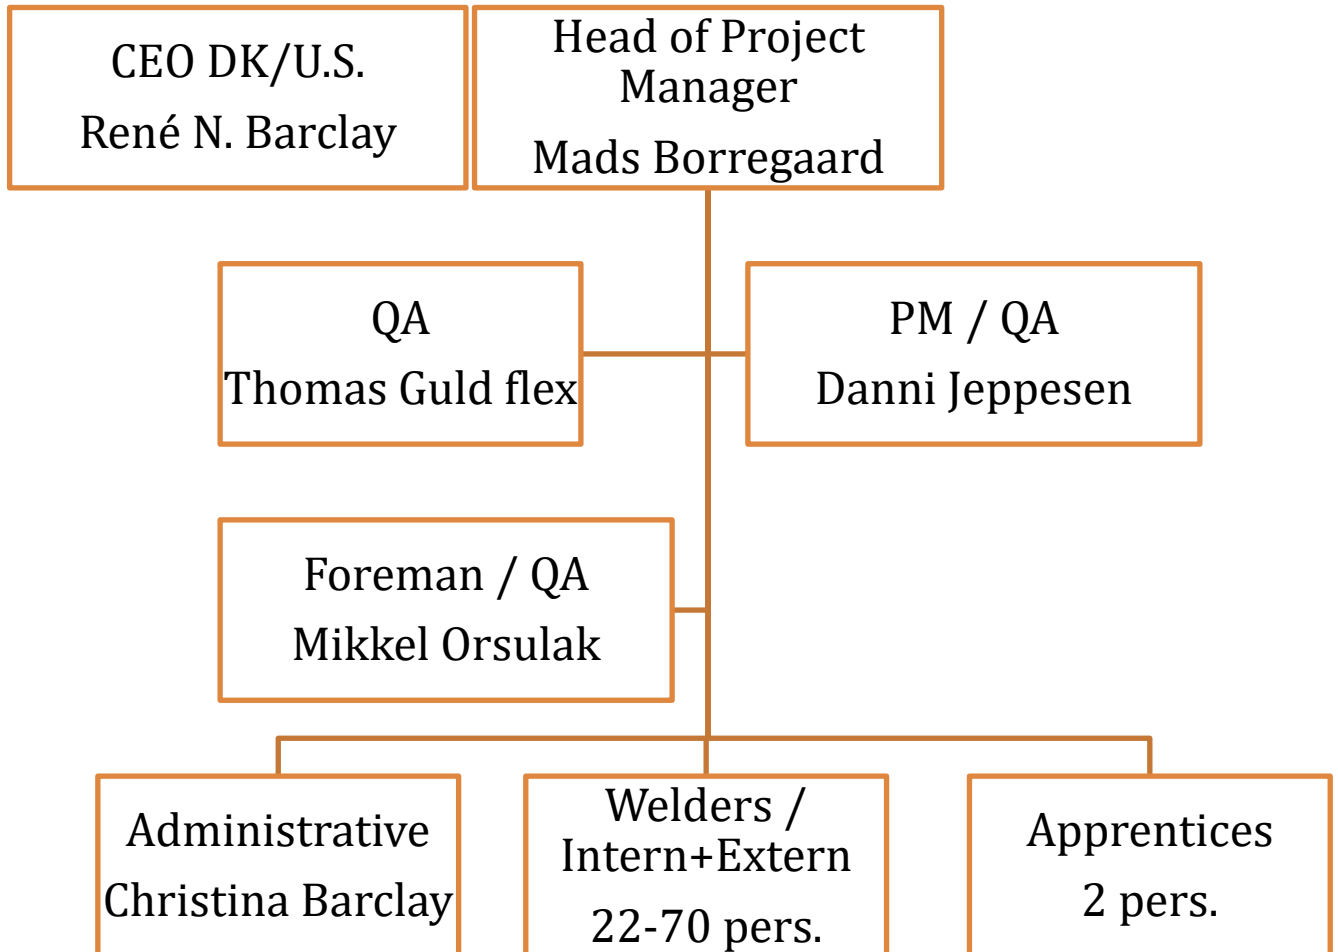 CEO DK/U.S.
René N. Barclay
Head of Project
Manager
Mads Borregaard
QA
Thomas Guld flex
PM / QA
Danni Jeppesen
Foreman / QA
Mikkel Orsulak
Administrative
Christina Barclay
Welders /
Intern+Extern
22-70 pers.
Apprentices
2 pers.